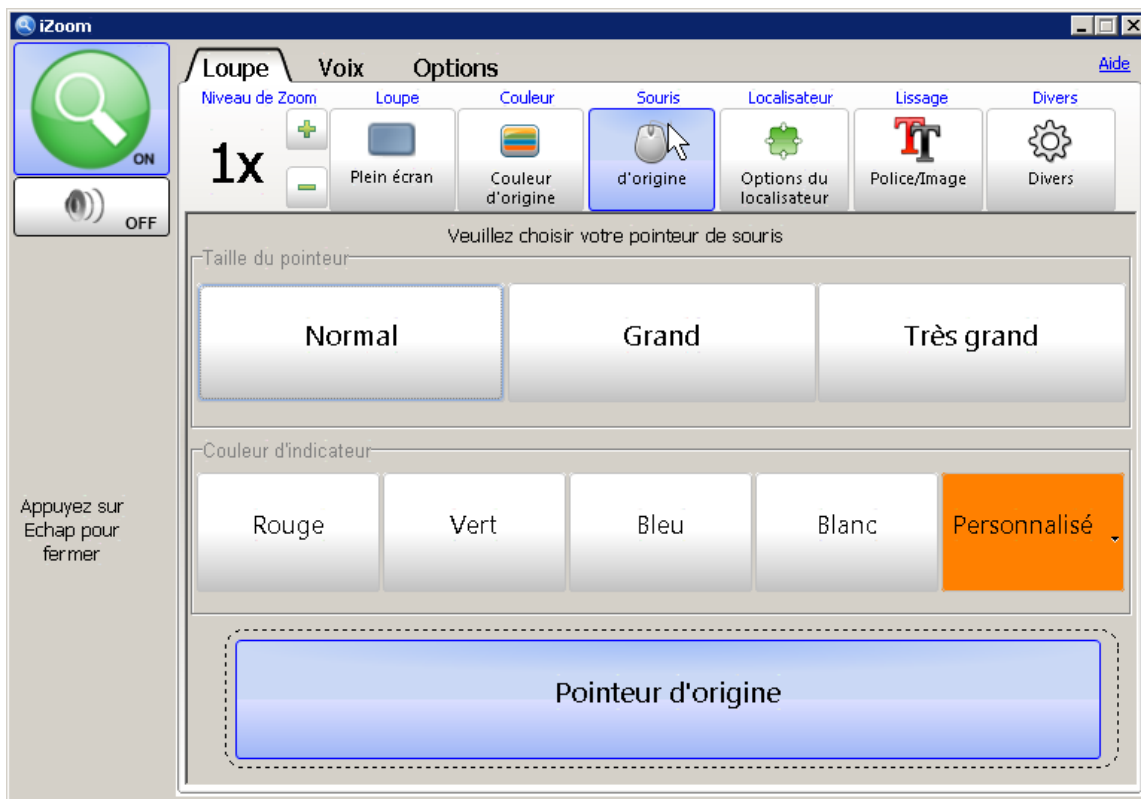 iZoom
Loupe Voix Options Aide
Niveau de Zoom Loupe Couleur Souris Localisateur Lissage Divers
1x
Plein écran
Couleur
d'origine
d'origine
Options du
localisateur
Police/Image
Divers
ON
OFF
Veuillez choisir votre pointeur de souris
Taille du pointeur
Normal Grand Très grand
Couleur d'indicateur
Rouge Vert Bleu Blanc Personnalisé
Appuyez sur
Echap pour
fermer
Pointeur d'origine